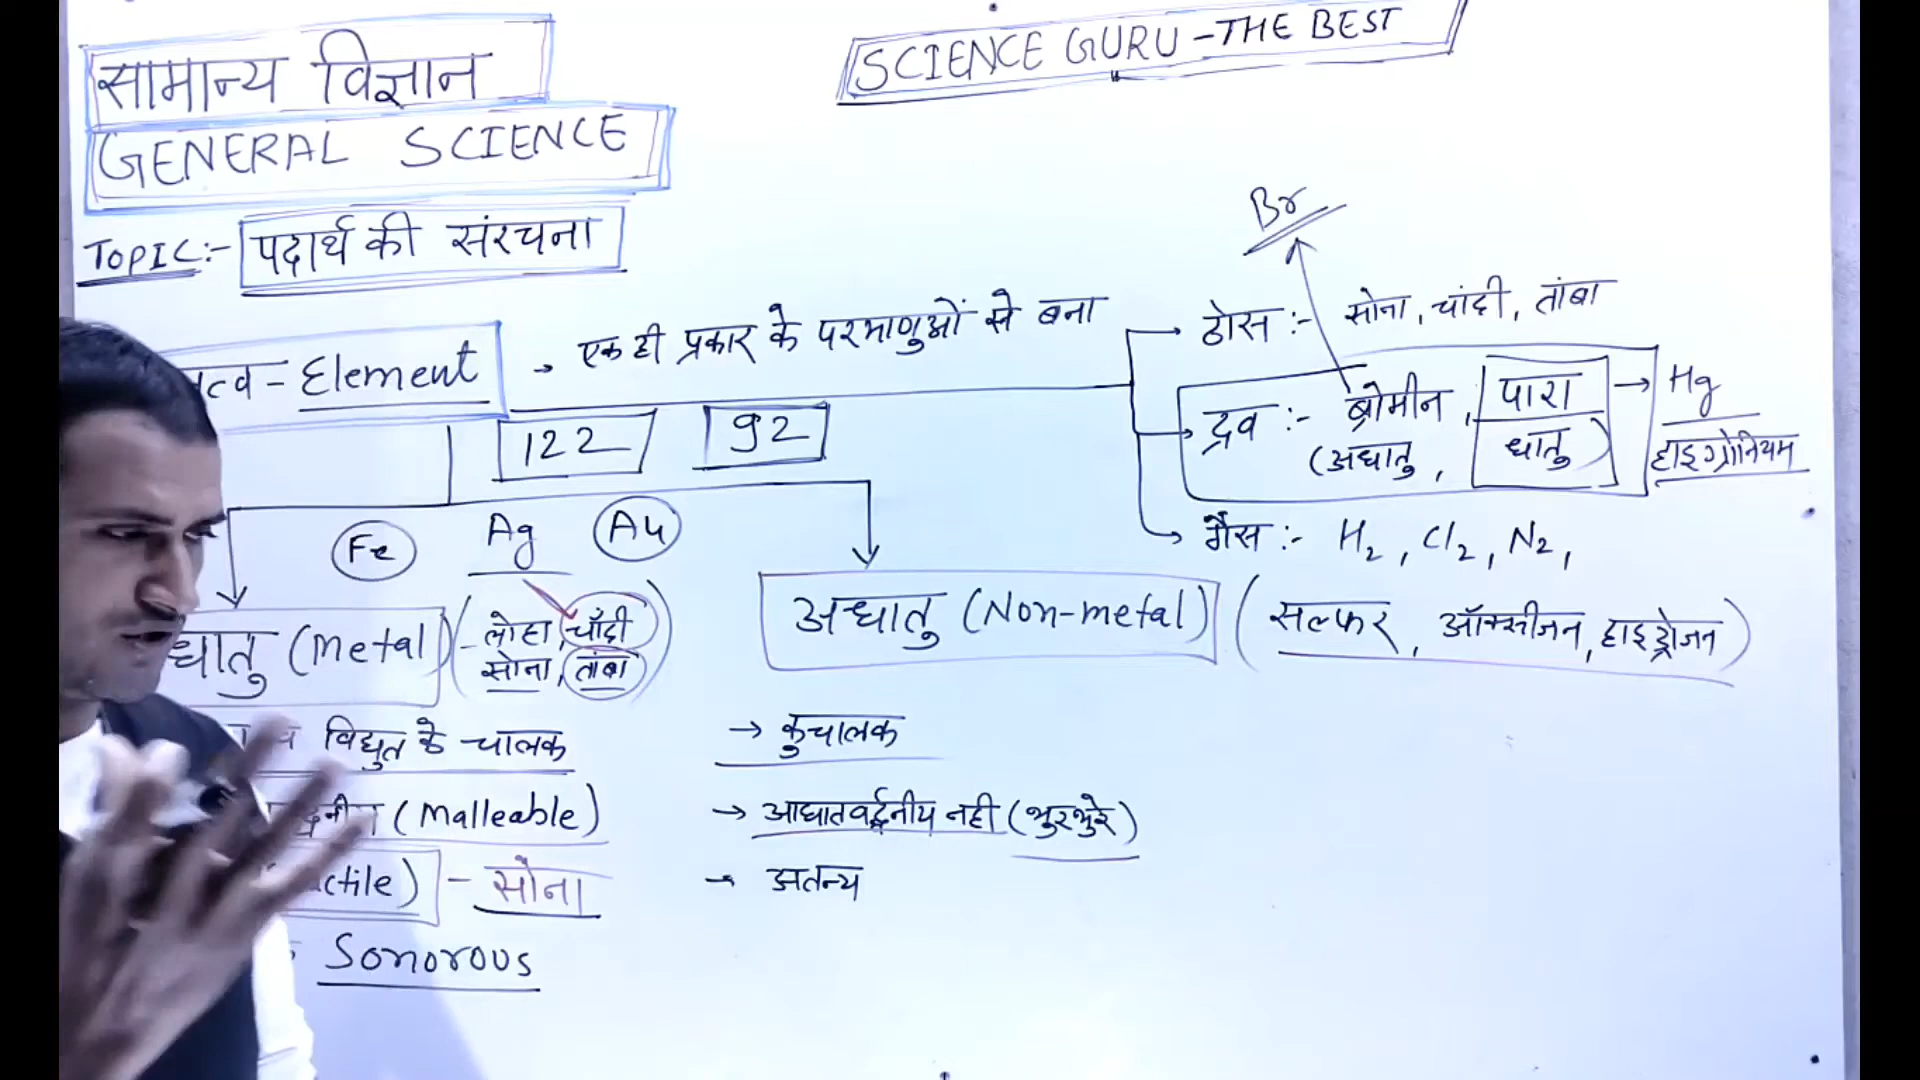 सामान्य विज्ञान
GENERAL SCIENCE
SCIENCE GURU - THE BEST
TOPIC :- पदार्थ की संरचना
Element → एक ही प्रकार के परमाणुओं से बना
122 92
Br
ठोस :- सोना, चांदी, तांबा
द्रव :- ब्रोमीन, पारा → Hg
(अधातु, धातु) हाइग्रोनियम
गैस :- H2, Cl2, N2,
Fe Ag Au
धातु (Metal) (लोहा, चाँदी
सोना, तांबा)
अधातु (Non-metal) (सल्फर, ऑक्सीजन, हाइड्रोजन)
विद्युत के चालक → कुचालक
(Malleable) → आघातवर्द्धनीय नही (भुरभुरे)
- सोना → अतन्य
Sonorous